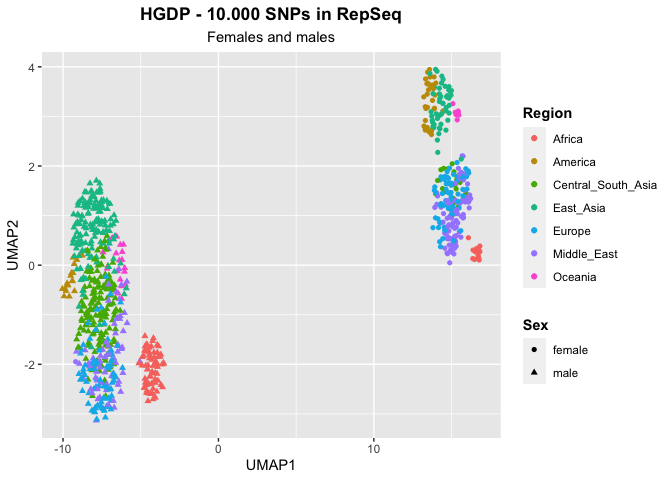 HGDP - 10.000 SNPs in RepSeq
Females and males
4
2
0
-2
UMAP2
-10
0
10
UMAP1
Region
Africa
America
Central_South_Asia
East_Asia
Europe
Middle_East
Oceania
Sex
female
male